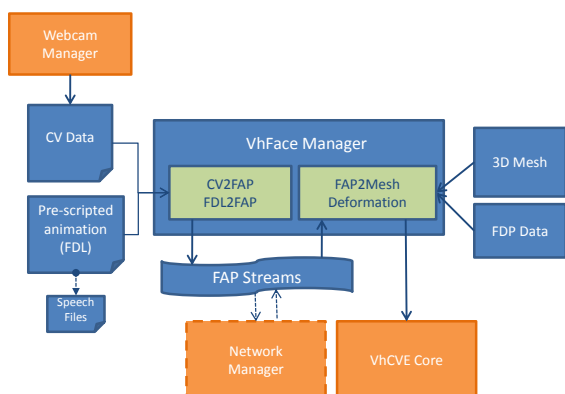 Webcam
Manager
CV Data
VhFace Manager
CV2FAP
FDL2FAP
FAP2Mesh
Deformation
3D Mesh
Pre-scripted
animation
(FDL)
FDP Data
FAP Streams
Speech
Files
Network
Manager
VhCVE Core